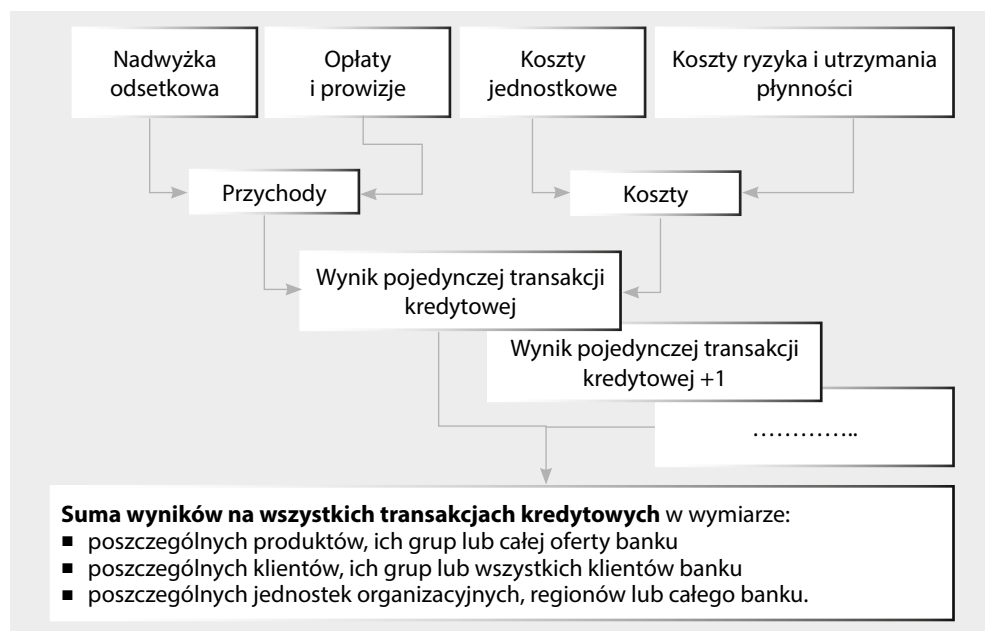 Nadwyżka
odsetkowa
Opłaty
i prowizje
Koszty
jednostkowe
Koszty ryzyka i utrzymania
płynności
Przychody
Koszty
Wynik pojedynczej transakcji
kredytowej
Wynik pojedynczej transakcji
kredytowej +1
…………..
Suma wyników na wszystkich transakcjach kredytowych w wymiarze:
▪ poszczególnych produktów, ich grup lub całej oferty banku
▪ poszczególnych klientów, ich grup lub wszystkich klientów banku
▪ poszczególnych jednostek organizacyjnych, regionów lub całego banku.